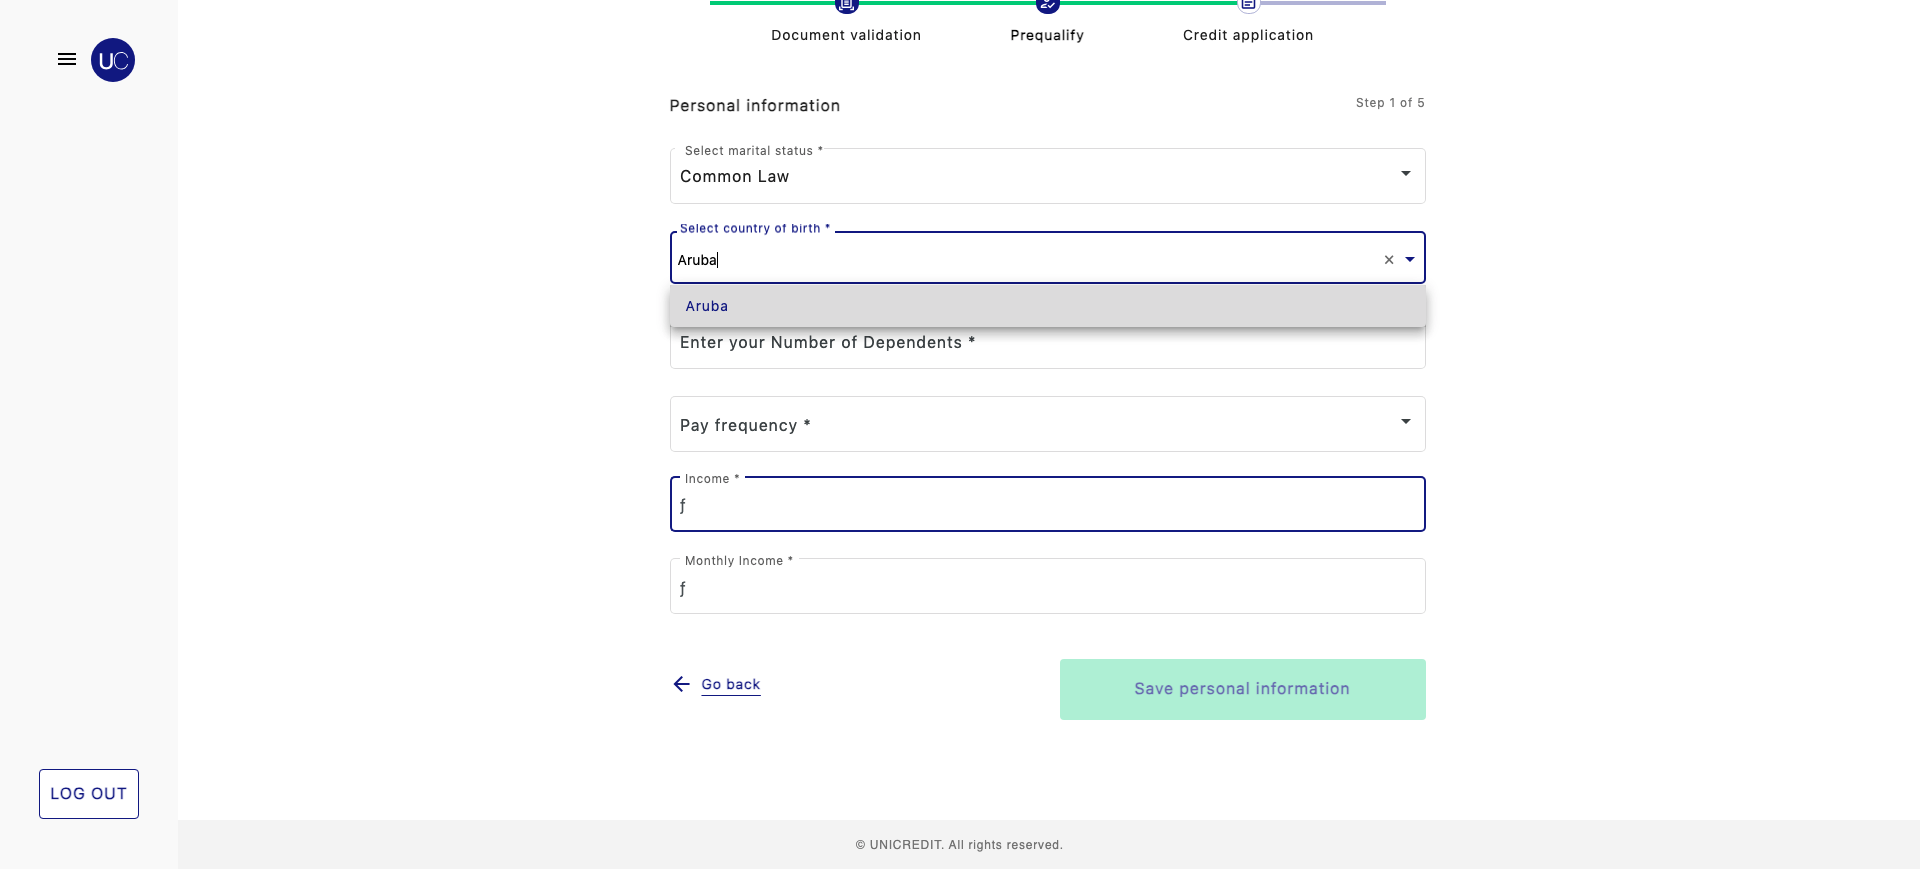 Document validation
Prequalify
Credit application
UC
Personal information
Step 1 of 5
Select marital status *
Common Law
Select country of birth *
Aruba
Aruba
Enter your Number of Dependents *
Pay frequency *
Income *
ƒ
Monthly Income *
ƒ
Go back
Save personal information
LOG OUT
© UNICREDIT. All rights reserved.